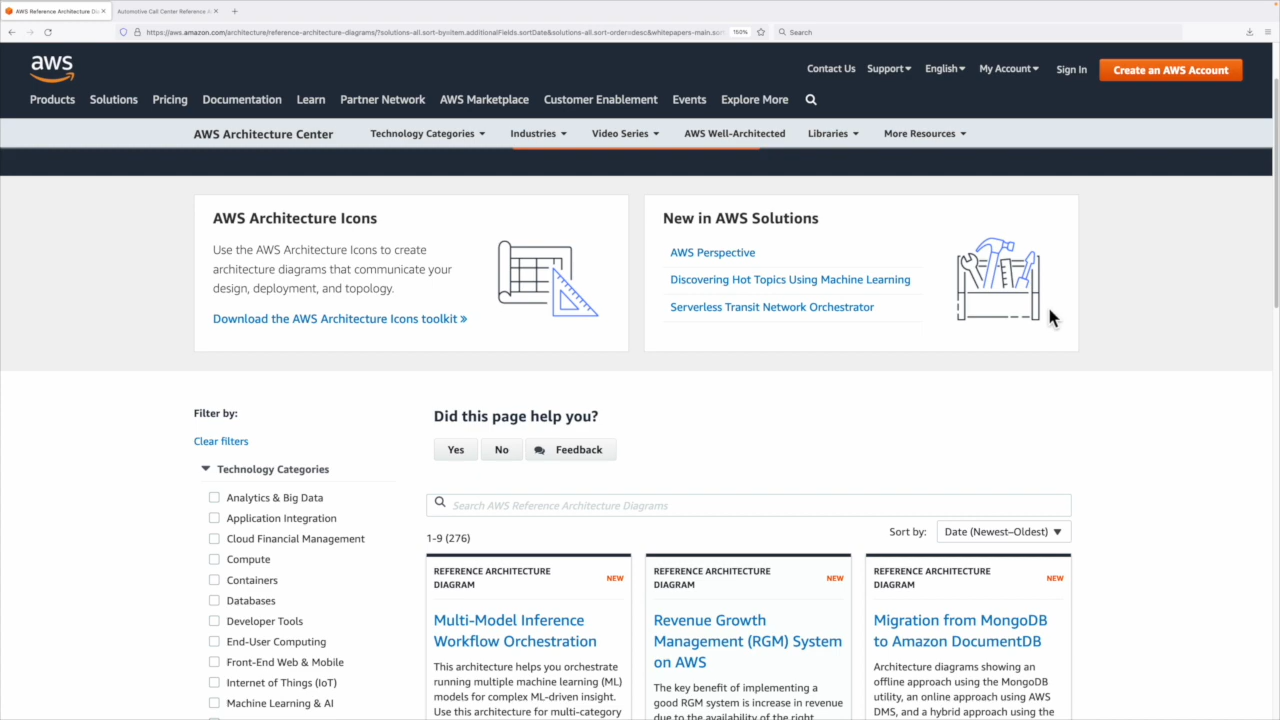 AWS Reference Architecture Di
Automotive Call Center Reference A
https://aws.amazon.com/architecture/reference-architecture-diagrams/?solutions-all.sort-by=item.additionalFields.sortDate&solutions-all.sort-order=desc&whitepapers-main.sor
150%
Search
aws
Contact Us
Support
English
My Account
Sign In
Create an AWS Account
Products
Solutions
Pricing
Documentation
Learn
Partner Network
AWS Marketplace
Customer Enablement
Events
Explore More
AWS Architecture Center
Technology Categories
Industries
Video Series
AWS Well-Architected
Libraries
More Resources
AWS Architecture Icons
Use the AWS Architecture Icons to create
architecture diagrams that communicate your
design, deployment, and topology.
Download the AWS Architecture Icons toolkit »
New in AWS Solutions
AWS Perspective
Discovering Hot Topics Using Machine Learning
Serverless Transit Network Orchestrator
Filter by:
Clear filters
Technology Categories
Analytics & Big Data
Application Integration
Cloud Financial Management
Compute
Containers
Databases
Developer Tools
End-User Computing
Front-End Web & Mobile
Internet of Things (IoT)
Machine Learning & AI
Did this page help you?
Yes
No
Feedback
Search AWS Reference Architecture Diagrams
Sort by:
Date (Newest–Oldest)
1-9 (276)
REFERENCE ARCHITECTURE
DIAGRAM
NEW
Multi-Model Inference
Workflow Orchestration
This architecture helps you orchestrate
running multiple machine learning (ML)
models for complex ML-driven insight.
Use this architecture for multi-category
REFERENCE ARCHITECTURE
DIAGRAM
NEW
Revenue Growth
Management (RGM) System
on AWS
The key benefit of implementing a
good RGM system is increase in revenue
due to the availability of the right
REFERENCE ARCHITECTURE
DIAGRAM
NEW
Migration from MongoDB
to Amazon DocumentDB
Architecture diagrams showing an
offline approach using the MongoDB
utility, an online approach using AWS
DMS, and a hybrid approach using the